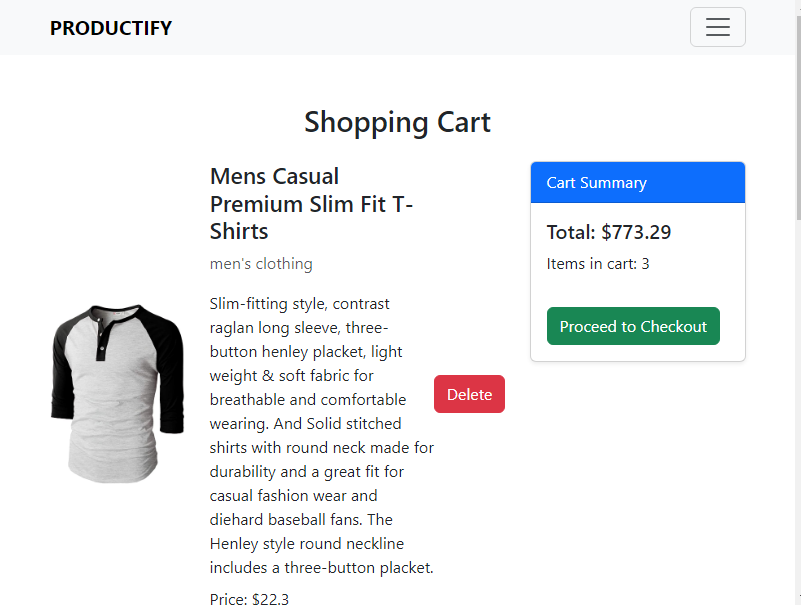 PRODUCTIFY
Shopping Cart
Mens Casual
Premium Slim Fit T-
Shirts
men's clothing
Slim-fitting style, contrast
raglan long sleeve, three-
button henley placket, light
weight & soft fabric for
breathable and comfortable
wearing. And Solid stitched
shirts with round neck made for
durability and a great fit for
casual fashion wear and
diehard baseball fans. The
Henley style round neckline
includes a three-button placket.
Price: $22.3
Delete
Cart Summary
Total: $773.29
Items in cart: 3
Proceed to Checkout